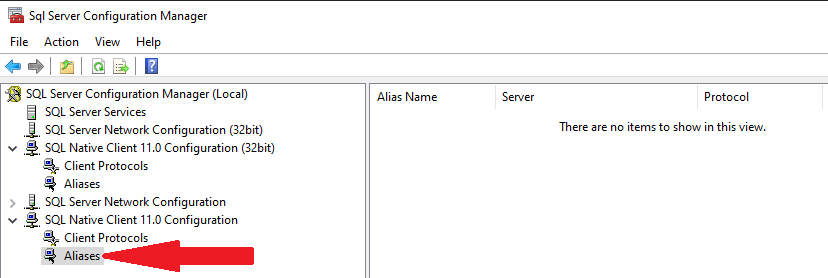 Sql Server Configuration Manager
File Action View Help
SQL Server Configuration Manager (Local)
SQL Server Services
SQL Server Network Configuration (32bit)
SQL Native Client 11.0 Configuration (32bit)
Client Protocols
Aliases
SQL Server Network Configuration
SQL Native Client 11.0 Configuration
Client Protocols
Aliases
Alias Name Server Protocol
There are no items to show in this view.